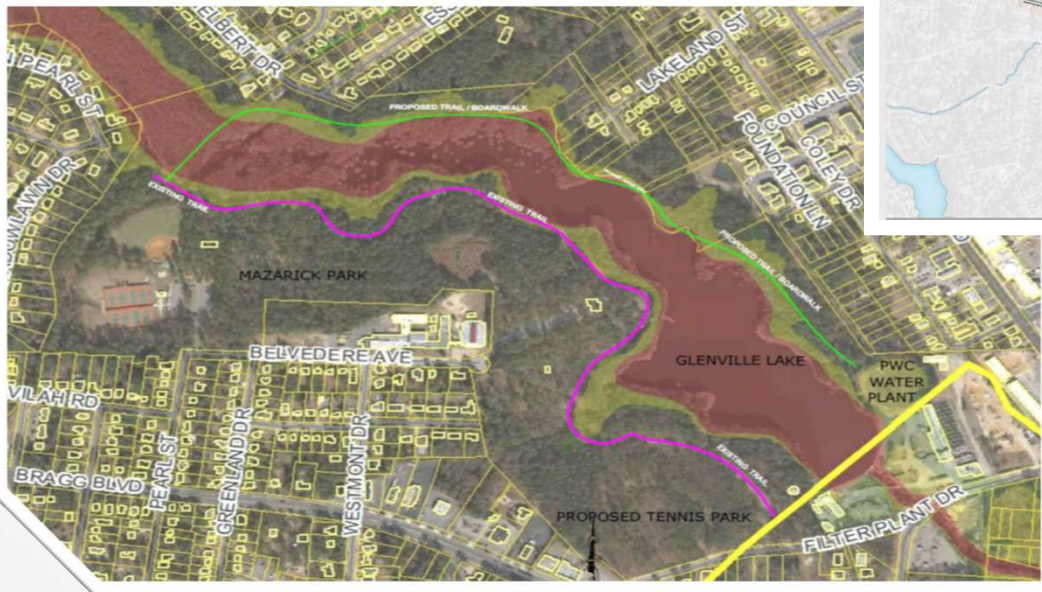 ELBERT DR
ESS
LAKELAND ST
PEARL ST
PROPOSED TRAIL / BOARDWALK
COUNCIL ST
FOUNDATION LN
COLEY DR
EXISTING TRAIL
EXISTING TRAIL
ADOWLAWN DR
PROPOSED TRAIL / BOARDWALK
MAZARICK PARK
BELVEDERE AVE
GLENVILLE LAKE
PWC
WATER
PLANT
VILAH RD
PEARL ST
GREENLAND DR
WESTMONT DR
BRAGG BLVD
EXISTING TRAIL
PROPOSED TENNIS PARK
FILTER PLANT DR